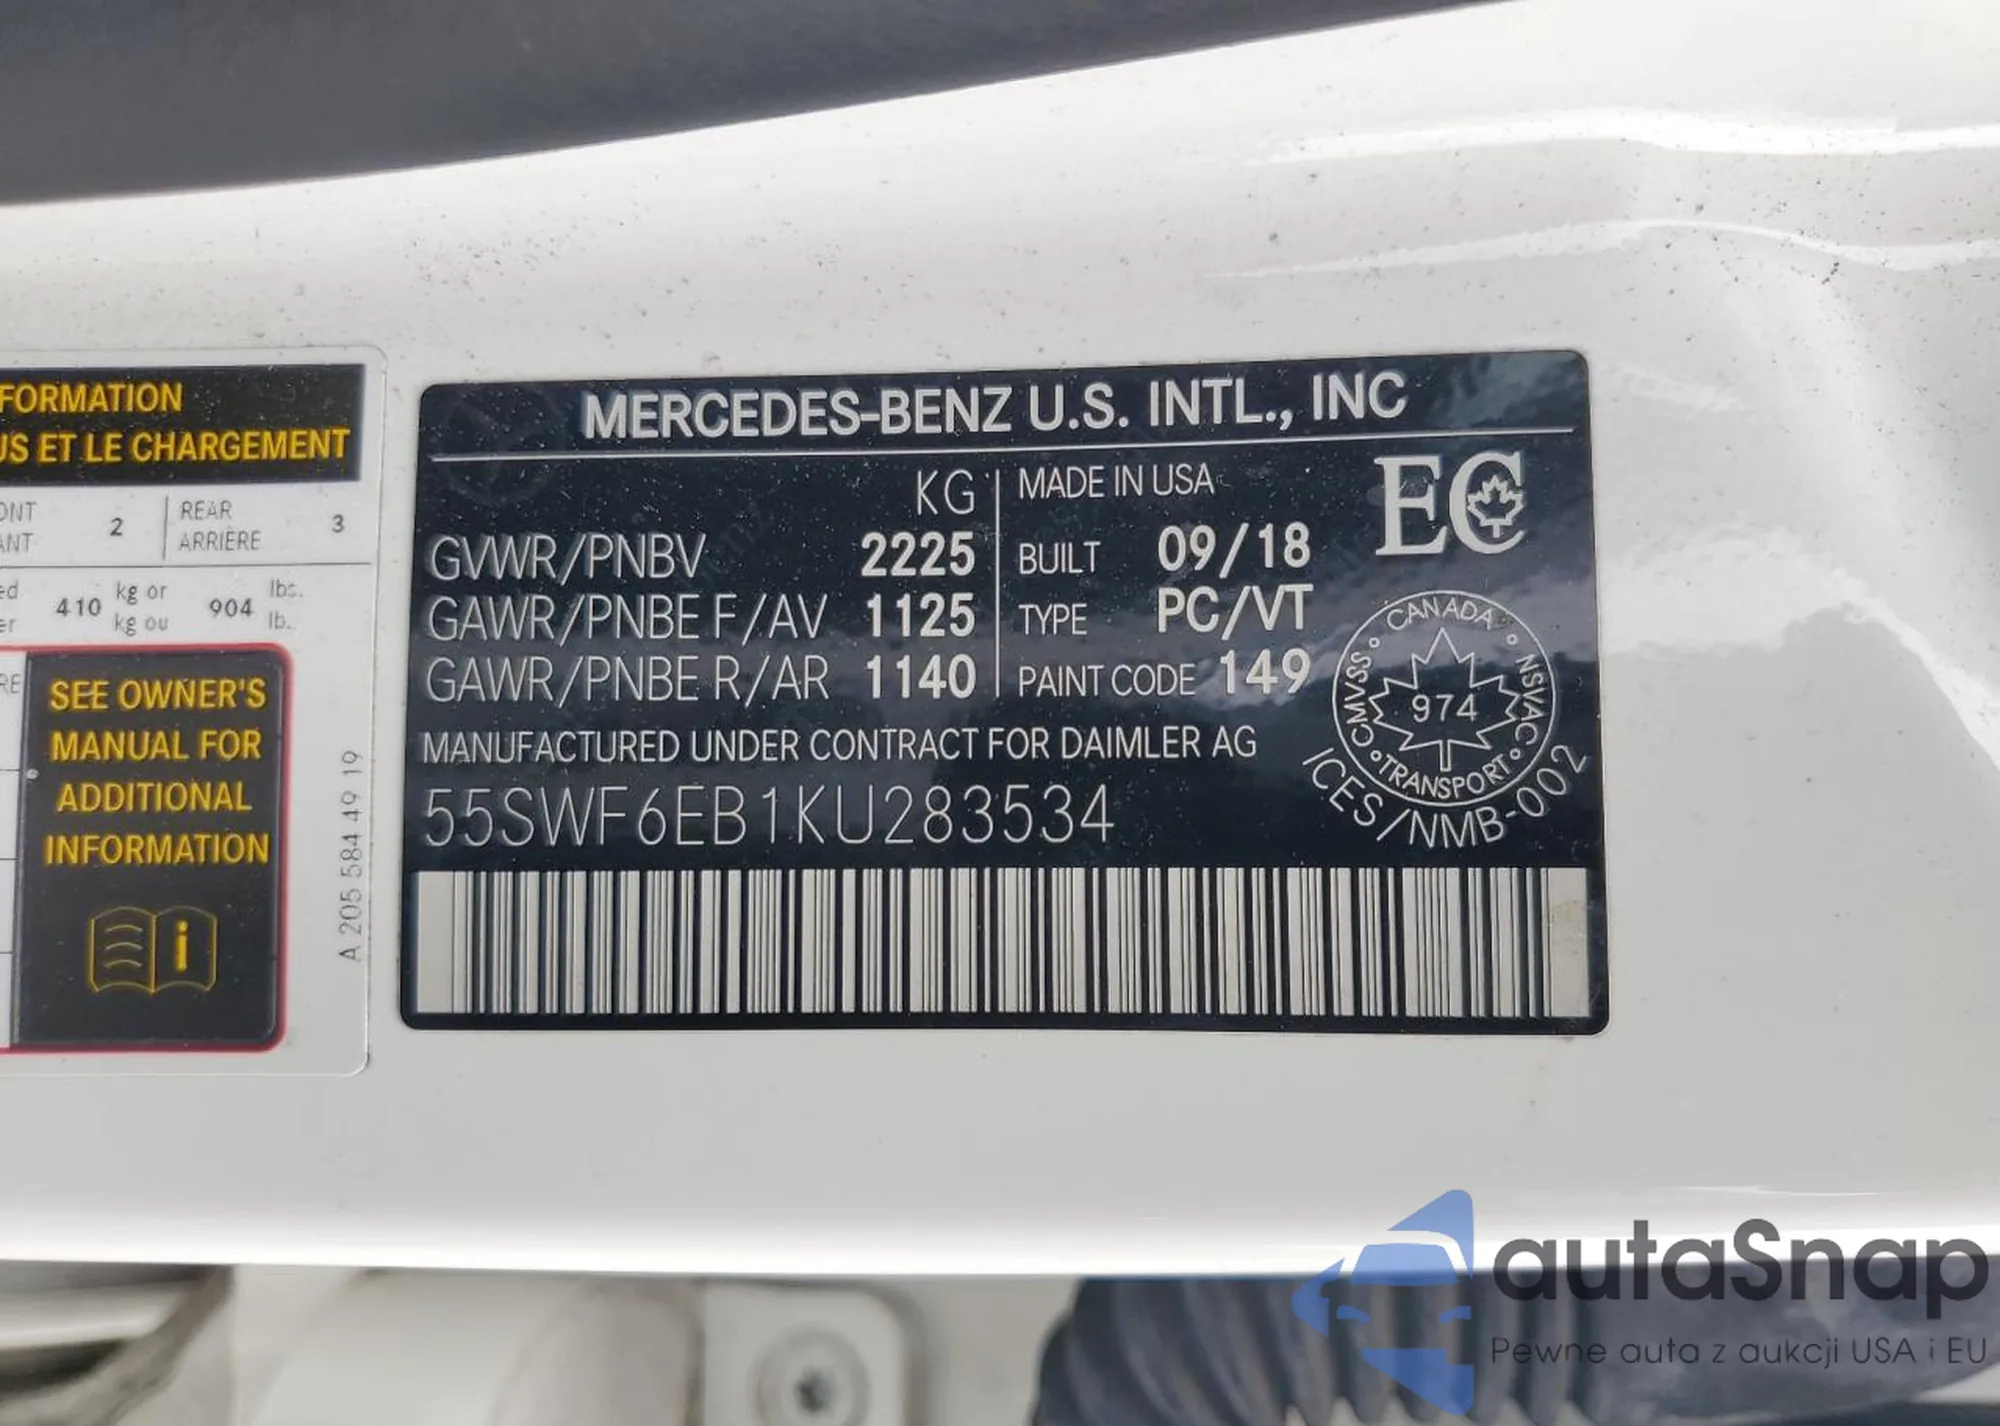 FORMATION
US ET LE CHARGEMENT
ONT
ANT
2
REAR
ARRIÈRE
3
ed
er
410
kg or
kg ou
904
lbs.
lb.
RE
SEE OWNER'S
MANUAL FOR
ADDITIONAL
INFORMATION
i
A 205 584 49 19
MERCEDES-BENZ U.S. INTL., INC
KG
GVWR/PNBV 2225
GAWR/PNBE F/AV 1125
GAWR/PNBE R/AR 1140
MADE IN USA
BUILT 09/18
TYPE PC/VT
PAINT CODE 149
EC
CANADA
CMVSS
974
NSVAC
TRANSPORT
ICES/NMB-002
MANUFACTURED UNDER CONTRACT FOR DAIMLER AG
55SWF6EB1KU283534
autaSnap
Pewne auta z aukcji USA i EU